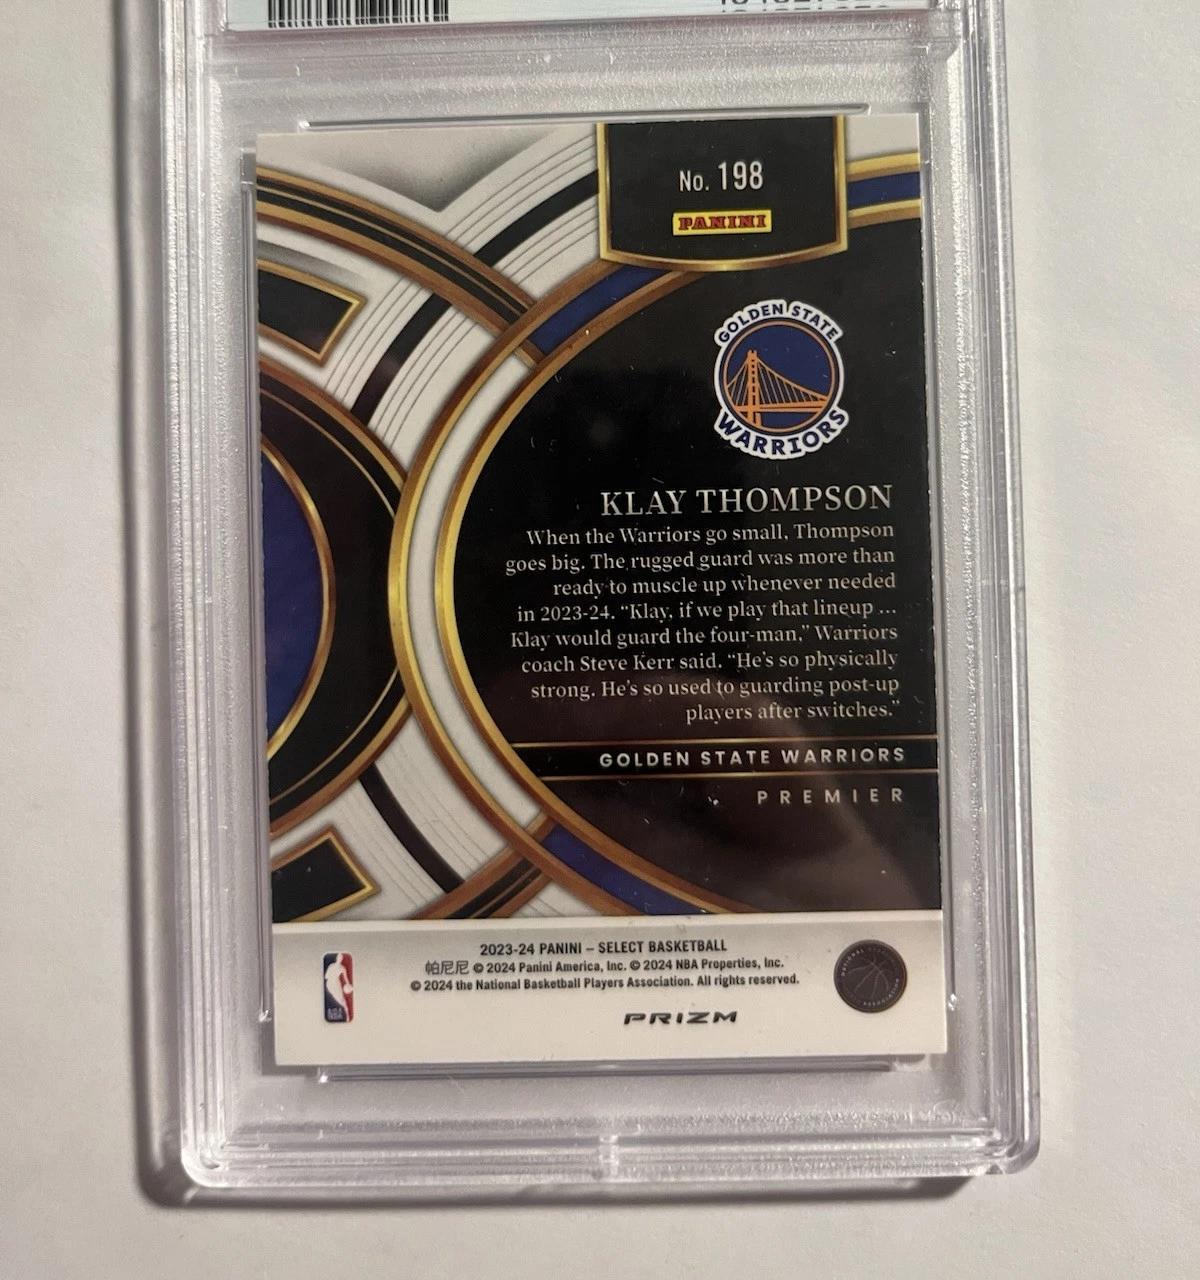 No. 198
PANINI
GOLDEN STATE
WARRIORS
KLAY THOMPSON
When the Warriors go small, Thompson
goes big. The rugged guard was more than
ready to muscle up whenever needed
in 2023-24. “Klay, if we play that lineup ...
Klay would guard the four-man,” Warriors
coach Steve Kerr said. “He's so physically
strong. He's so used to guarding post-up
players after switches.”
GOLDEN STATE WARRIORS
PREMIER
2023-24 PANINI – SELECT BASKETBALL
帕尼尼 © 2024 Panini America, Inc. © 2024 NBA Properties, Inc.
© 2024 the National Basketball Players Association. All rights reserved.
NBA
PRIZM